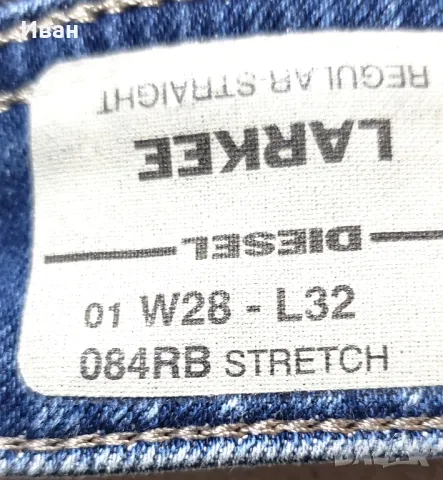 Иван
REGULAR-STRAIGHT
LARKEE
DIESEL
01 W28 - L32
084RB STRETCH